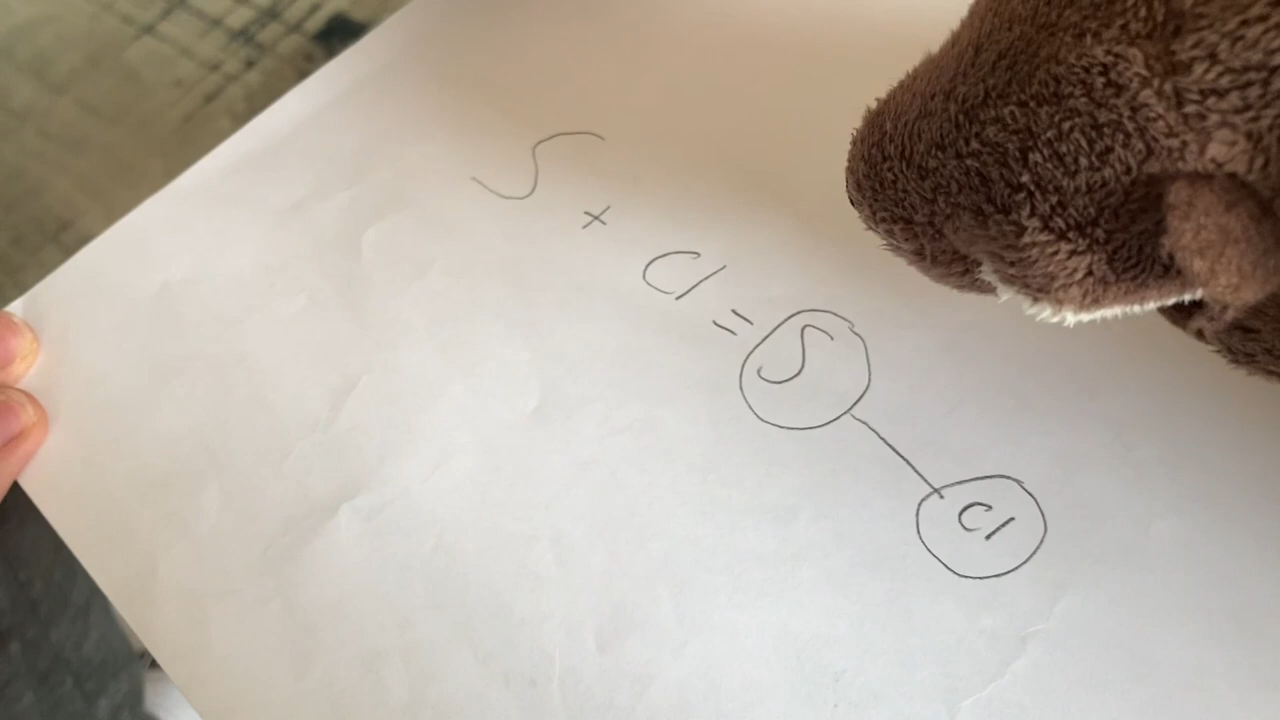 S + Cl = S Cl